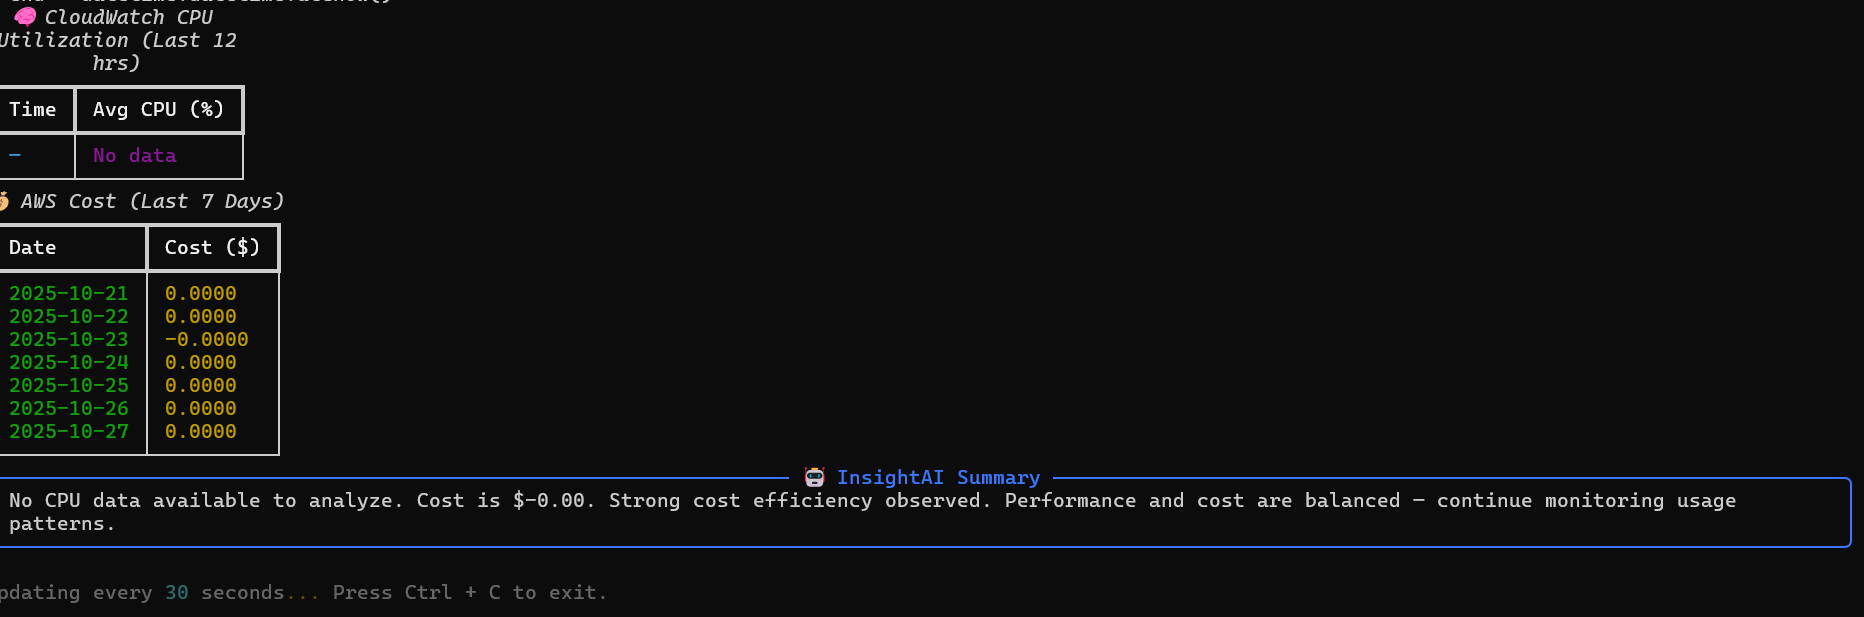 CloudWatch CPU
Utilization (Last 12
hrs)
Time Avg CPU (%)
- No data
AWS Cost (Last 7 Days)
Date Cost ($)
2025-10-21 0.0000
2025-10-22 0.0000
2025-10-23 -0.0000
2025-10-24 0.0000
2025-10-25 0.0000
2025-10-26 0.0000
2025-10-27 0.0000
InsightAI Summary
No CPU data available to analyze. Cost is $-0.00. Strong cost efficiency observed. Performance and cost are balanced — continue monitoring usage
patterns.
pdating every 30 seconds... Press Ctrl + C to exit.